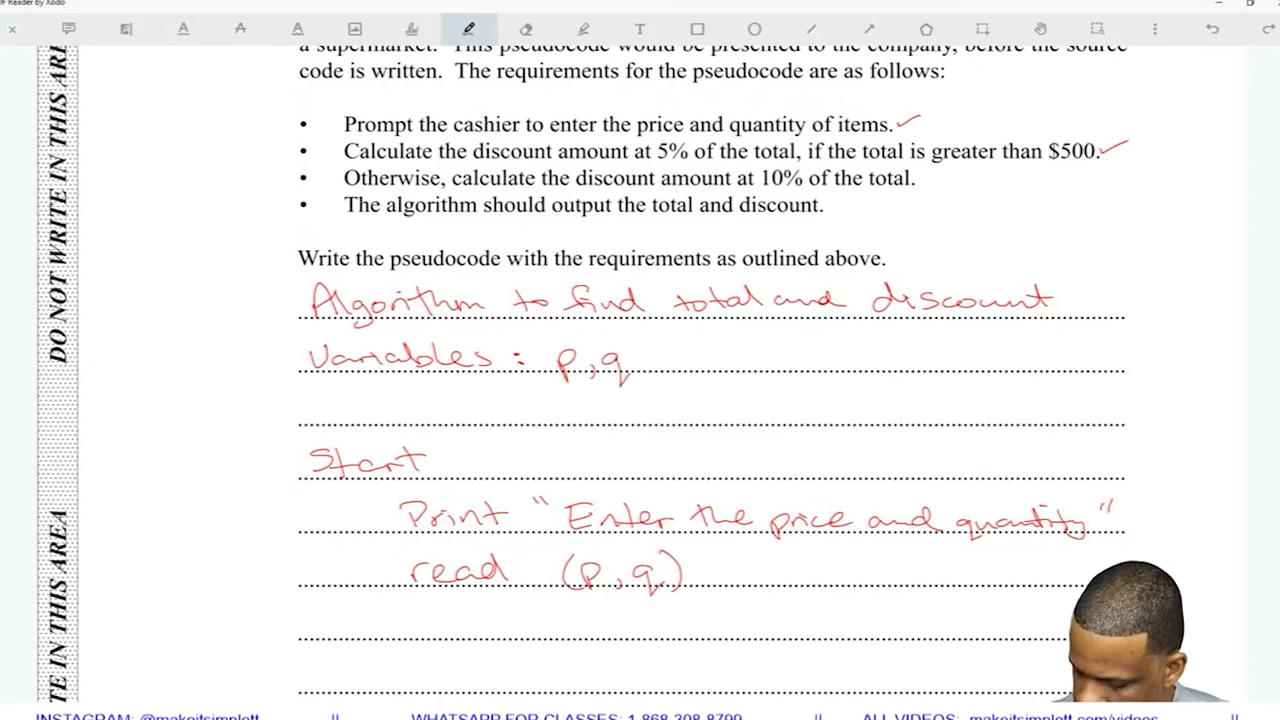 F Reader by Xodo
a supermarket. This pseudocode would be presented to the company, before the source
code is written. The requirements for the pseudocode are as follows:
• Prompt the cashier to enter the price and quantity of items.
• Calculate the discount amount at 5% of the total, if the total is greater than $500.
• Otherwise, calculate the discount amount at 10% of the total.
• The algorithm should output the total and discount.
Write the pseudocode with the requirements as outlined above.
Algorithm to find total and discount
Variables : p,q
Start
Print "Enter the price and quantity"
read (p,q)
DO NOT WRITE IN THIS ARE
TE IN THIS AREA
INSTAGRAM: @makeitsimplett || WHATSAPP FOR CLASSES: 1-868-308-8799 || ALL VIDEOS: makeitsimplett.com/videos